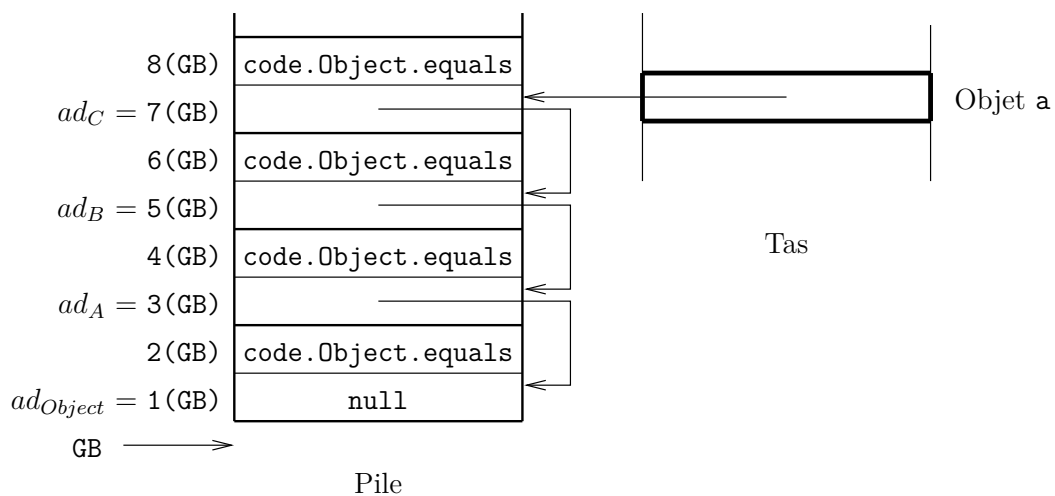 8(GB) code.Object.equals
ad_C = 7(GB)
Objet a
6(GB) code.Object.equals
ad_B = 5(GB)
Tas
4(GB) code.Object.equals
ad_A = 3(GB)
2(GB) code.Object.equals
ad_Object = 1(GB) null
GB
Pile